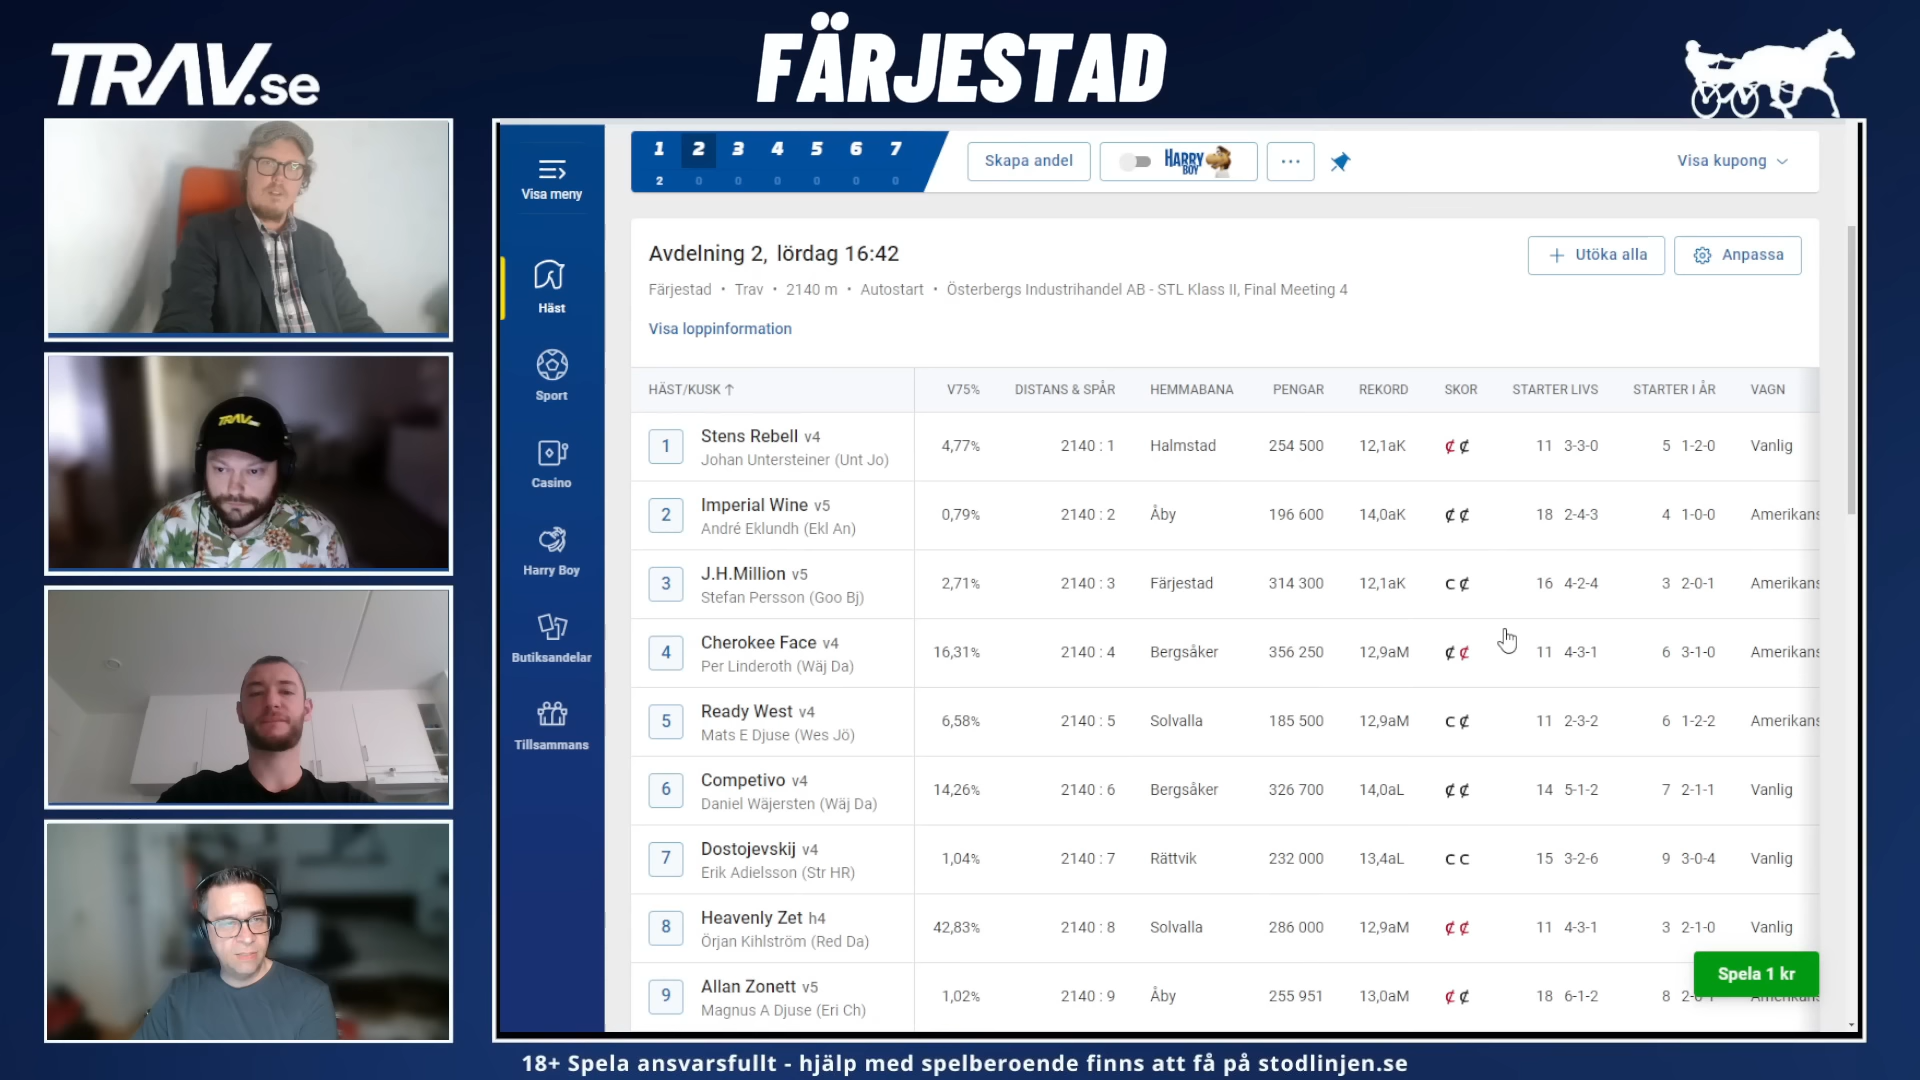 TRAV.se
FÄRJESTAD
TRAV
Visa meny
Häst
Sport
Casino
Harry Boy
Butiksandelar
Tillsammans
1 2 3 4 5 6 7
2 0 0 0 0 0 0
Skapa andel
HARRY BOY
...
Visa kupong
Avdelning 2, lördag 16:42
Utöka alla
Anpassa
Färjestad • Trav • 2140 m • Autostart • Österbergs Industrihandel AB - STL Klass II, Final Meeting 4
Visa loppinformation
HÄST/KUSK ↑ V75% DISTANS & SPÅR HEMMABANA PENGAR REKORD SKOR STARTER LIVS STARTER I ÅR VAGN
1 Stens Rebell v4 4,77% 2140 : 1 Halmstad 254 500 12,1aK ȼ ȼ 11 3-3-0 5 1-2-0 Vanlig
Johan Untersteiner (Unt Jo)
2 Imperial Wine v5 0,79% 2140 : 2 Åby 196 600 14,0aK ȼ ȼ 18 2-4-3 4 1-0-0 Amerikans
André Eklundh (Ekl An)
3 J.H.Million v5 2,71% 2140 : 3 Färjestad 314 300 12,1aK C ȼ 16 4-2-4 3 2-0-1 Amerikans
Stefan Persson (Goo Bj)
4 Cherokee Face v4 16,31% 2140 : 4 Bergsåker 356 250 12,9aM ȼ ȼ 11 4-3-1 6 3-1-0 Amerikans
Per Linderoth (Wäj Da)
5 Ready West v4 6,58% 2140 : 5 Solvalla 185 500 12,9aM C ȼ 11 2-3-2 6 1-2-2 Amerikans
Mats E Djuse (Wes Jö)
6 Competivo v4 14,26% 2140 : 6 Bergsåker 326 700 14,0aL ȼ ȼ 14 5-1-2 7 2-1-1 Vanlig
Daniel Wäjersten (Wäj Da)
7 Dostojevskij v4 1,04% 2140 : 7 Rättvik 232 000 13,4aL C C 15 3-2-6 9 3-0-4 Vanlig
Erik Adielsson (Str HR)
8 Heavenly Zet h4 42,83% 2140 : 8 Solvalla 286 000 12,9aM ȼ ȼ 11 4-3-1 3 2-1-0 Vanlig
Örjan Kihlström (Red Da)
9 Allan Zonett v5 1,02% 2140 : 9 Åby 255 951 13,0aM ȼ ȼ 18 6-1-2 8
Magnus A Djuse (Eri Ch)
Spela 1 kr
18+ Spela ansvarsfullt - hjälp med spelberoende finns att få på stodlinjen.se